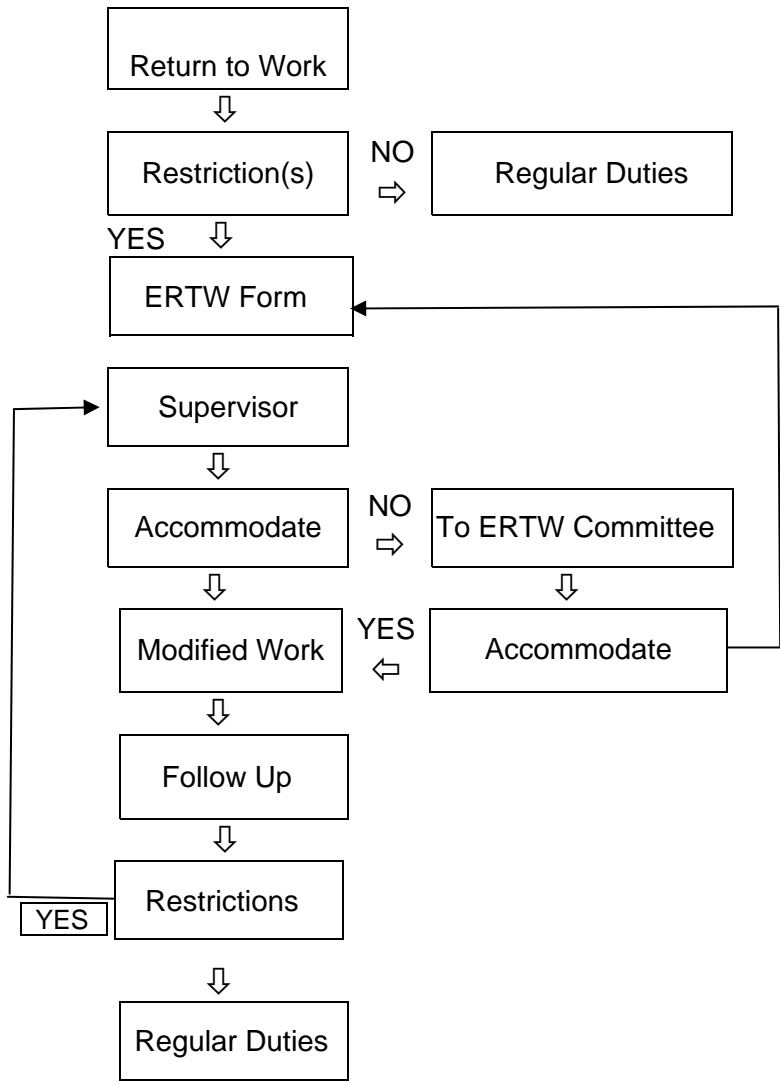 Return to Work
NO
Restriction(s)
Regular Duties
YES
ERTW Form
Supervisor
NO
Accommodate
To ERTW Committee
YES
Modified Work
Accommodate
Follow Up
Restrictions
YES
Regular Duties